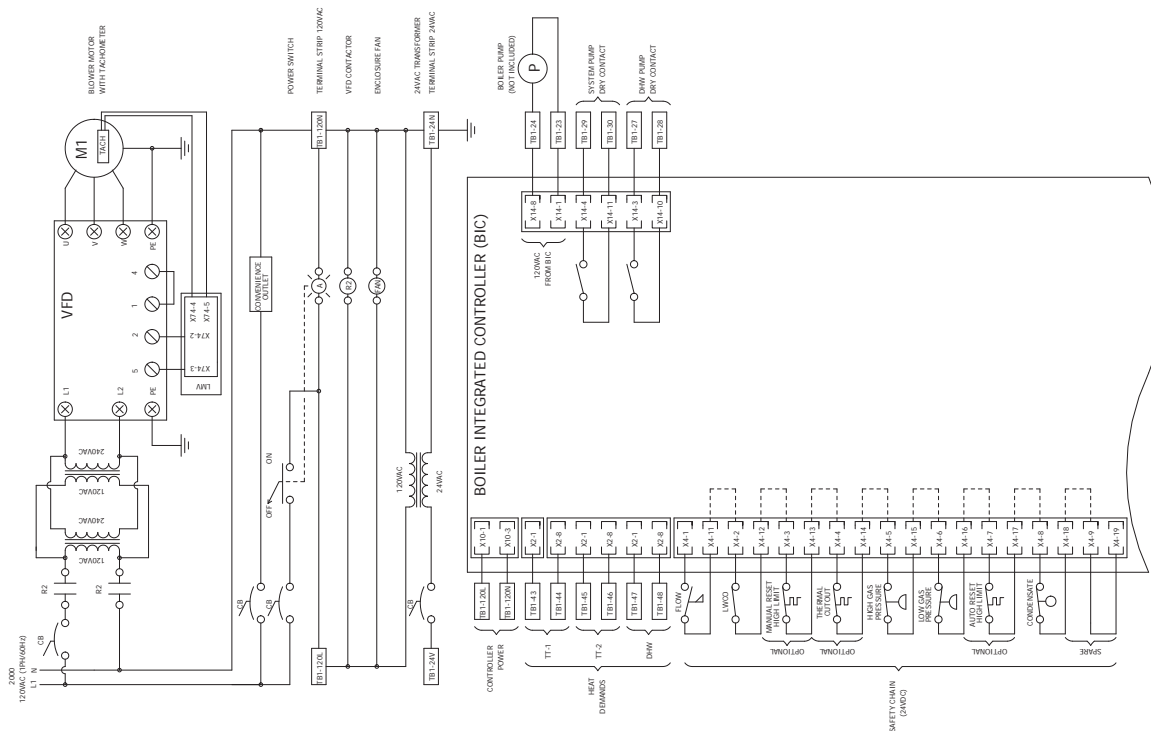 2000
120VAC (1PH/60Hz)
L1
N
CB
R2
R2
120VAC
240VAC
120VAC
240VAC
L1
L2
PE
VFD
5
2
1
4
U
V
W
PE
LMV
X74-3
X74-2
X74-4
X74-5
M1
TACH
BLOWER MOTOR
WITH TACHOMETER
CB
CB
CONVENIENCE
OUTLET
OFF
ON
POWER SWITCH
TB1-120L
A
TB1-120N
TERMINAL STRIP 120VAC
R2
VFD CONTACTOR
FAN
ENCLOSURE FAN
120VAC
24VAC
24VAC TRANSFORMER
TB1-24V
CB
TB1-24N
TERMINAL STRIP 24VAC
BOILER INTEGRATED CONTROLLER (BIC)
CONTROLLER
POWER
TB1-120L
X10-1
TB1-120N
X10-3
HEAT
DEMANDS
TT-1
TB1-43
X2-1
TB1-44
X2-8
TT-2
TB1-45
X2-1
TB1-46
X2-8
DHW
TB1-47
X2-1
TB1-48
X2-8
SAFETY CHAIN
(24VDC)
FLOW
X4-1
X4-11
LWCO
X4-2
X4-12
OPTIONAL
MANUAL RESET
HIGH LIMIT
X4-3
X4-13
OPTIONAL
THERMAL
CUTOUT
X4-4
X4-14
HIGH GAS
PRESSURE
X4-5
X4-15
LOW GAS
PRESSURE
X4-6
X4-16
OPTIONAL
AUTO RESET
HIGH LIMIT
X4-7
X4-17
CONDENSATE
X4-8
X4-18
SPARE
X4-9
X4-19
120VAC
FROM BIC
X14-8
TB1-24
X14-1
TB1-23
P
BOILER PUMP
(NOT INCLUDED)
X14-4
TB1-29
X14-11
TB1-30
SYSTEM PUMP
DRY CONTACT
X14-3
TB1-27
X14-10
TB1-28
DHW PUMP
DRY CONTACT